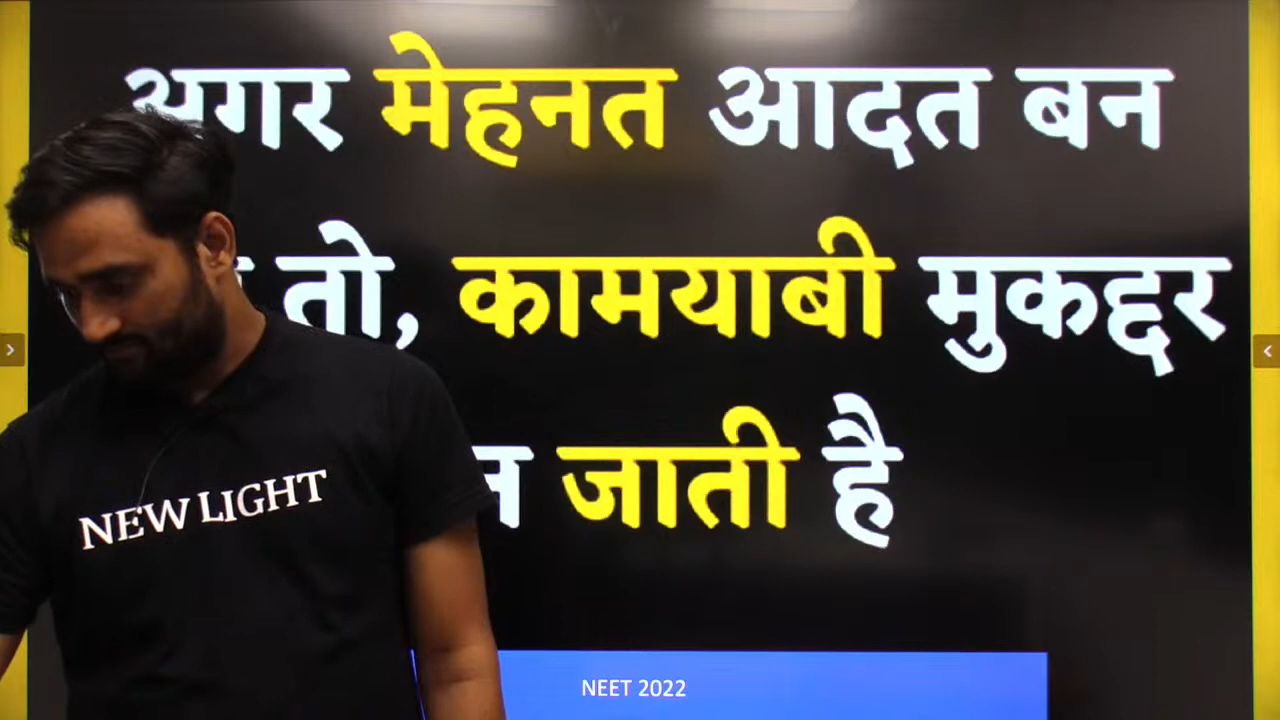 अगर मेहनत आदत बन
तो, कामयाबी मुकद्दर
जाती है
NEW LIGHT
NEET 2022